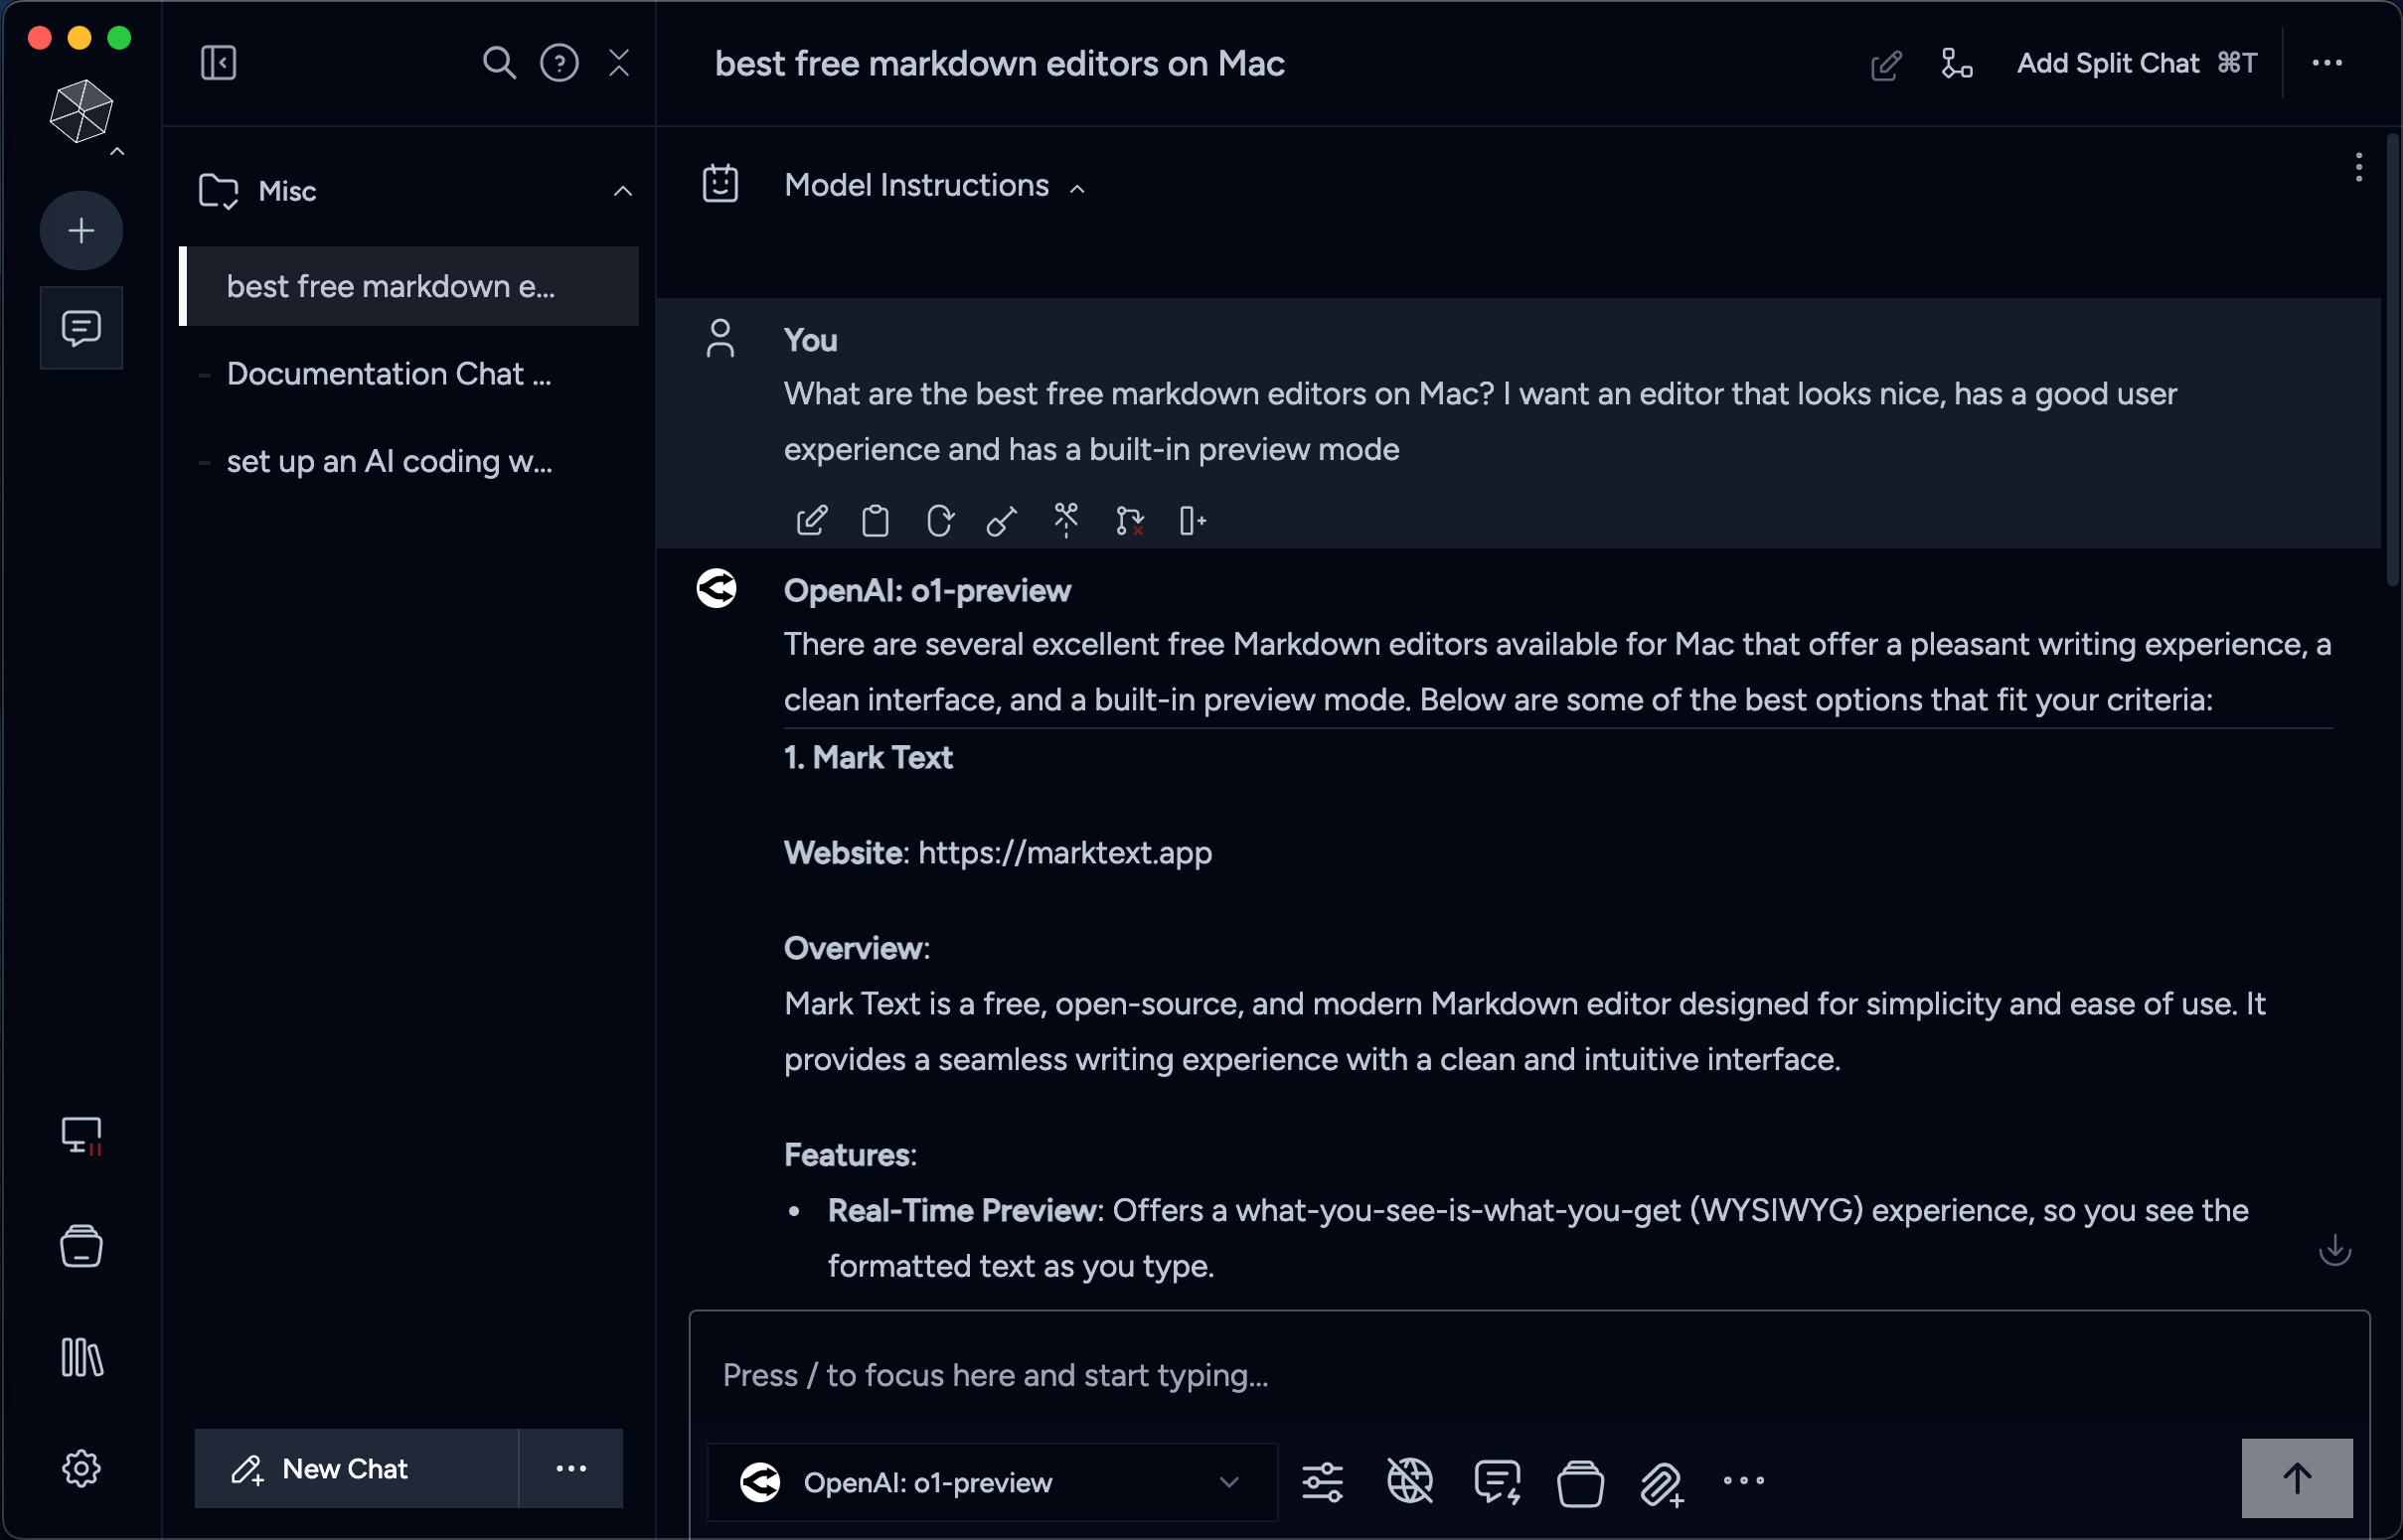 best free markdown editors on Mac
Add Split Chat ⌘T
Misc
best free markdown e...
Documentation Chat ...
set up an AI coding w...
New Chat
Model Instructions
You
What are the best free markdown editors on Mac? I want an editor that looks nice, has a good user
experience and has a built-in preview mode
OpenAI: o1-preview
There are several excellent free Markdown editors available for Mac that offer a pleasant writing experience, a
clean interface, and a built-in preview mode. Below are some of the best options that fit your criteria:
1. Mark Text
Website: https://marktext.app
Overview:
Mark Text is a free, open-source, and modern Markdown editor designed for simplicity and ease of use. It
provides a seamless writing experience with a clean and intuitive interface.
Features:
• Real-Time Preview: Offers a what-you-see-is-what-you-get (WYSIWYG) experience, so you see the
formatted text as you type.
Press / to focus here and start typing...
OpenAI: o1-preview